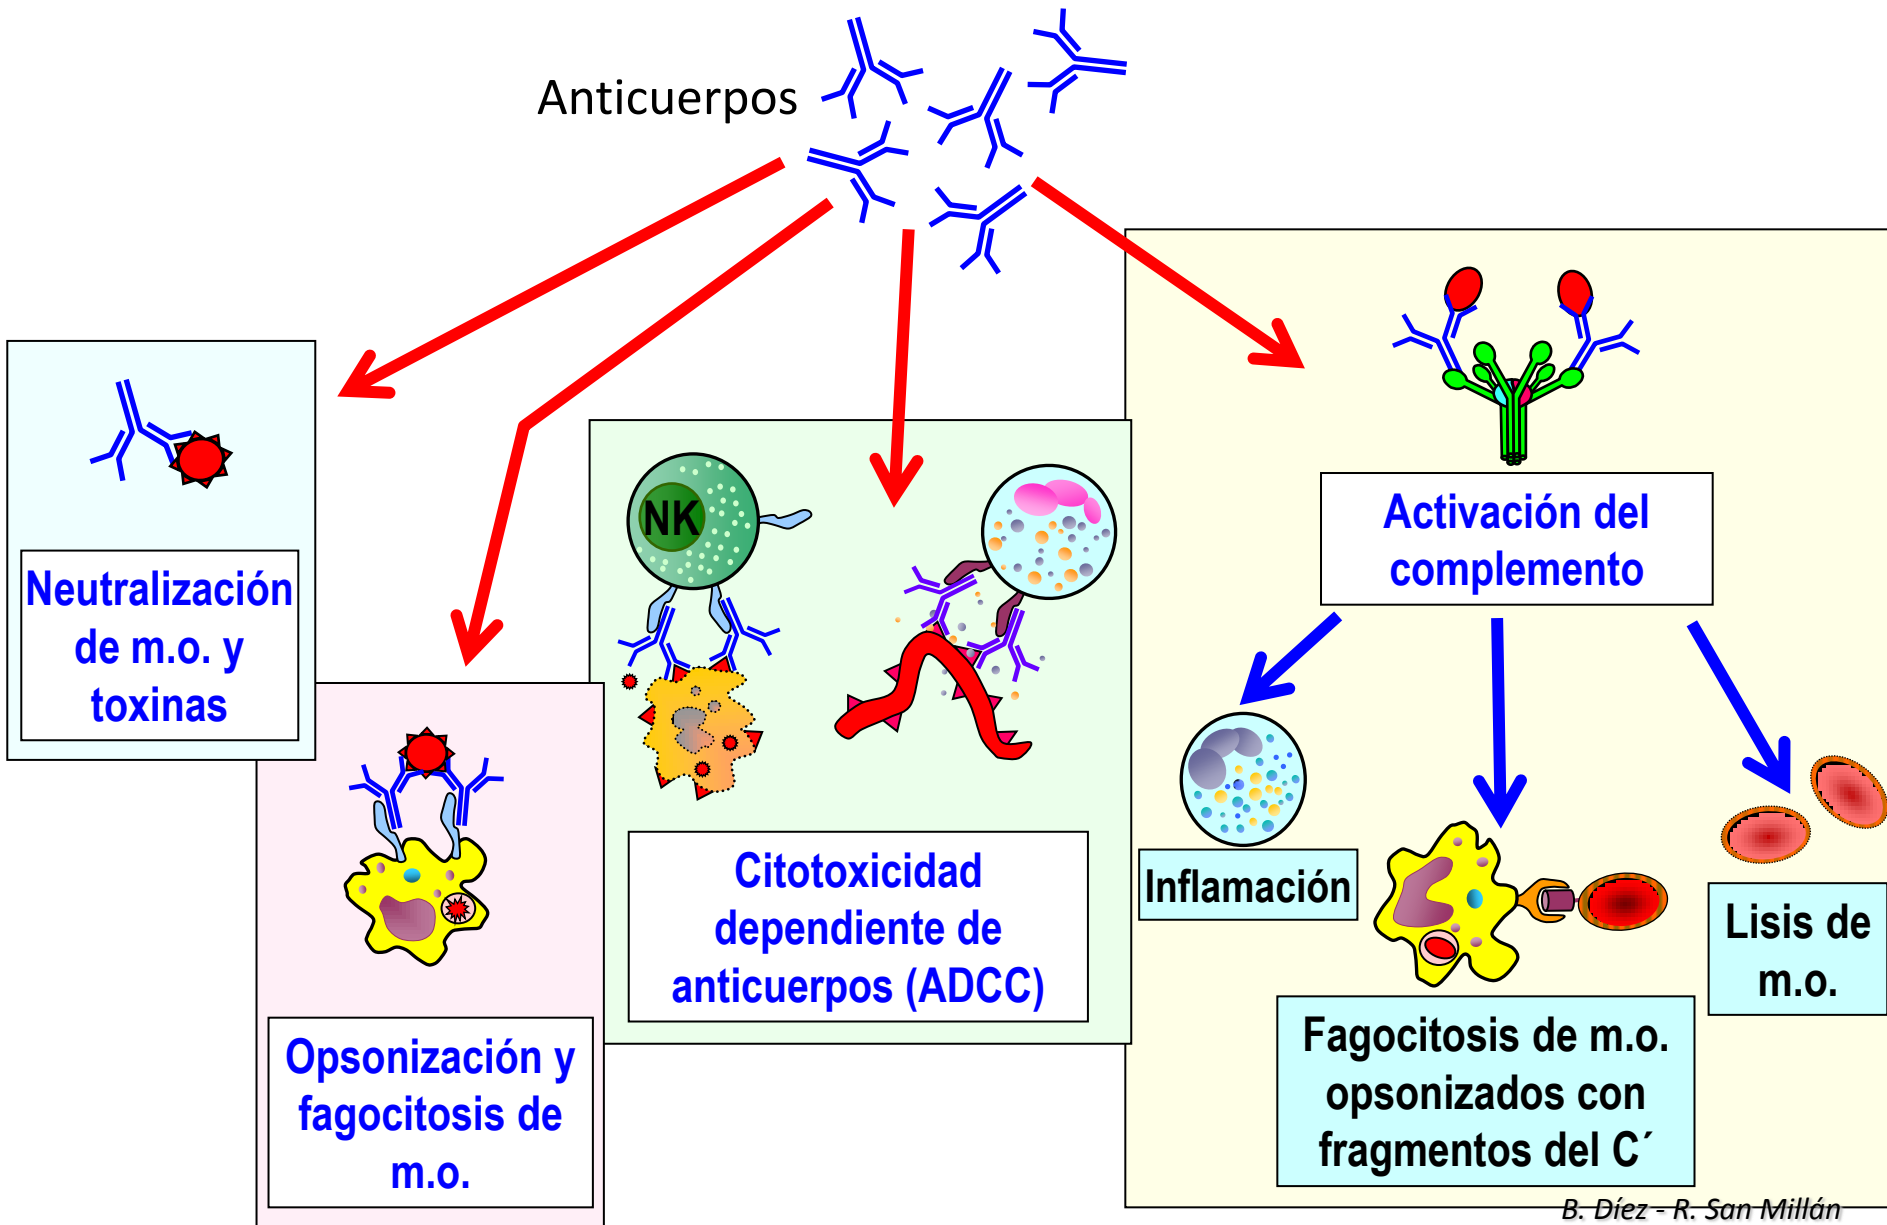 Anticuerpos
Neutralización
de m.o. y
toxinas
Opsonización y
fagocitosis de
m.o.
NK
Citotoxicidad
dependiente de
anticuerpos (ADCC)
Activación del
complemento
Inflamación
Fagocitosis de m.o.
opsonizados con
fragmentos del C´
Lisis de
m.o.
B. Díez - R. San Millán